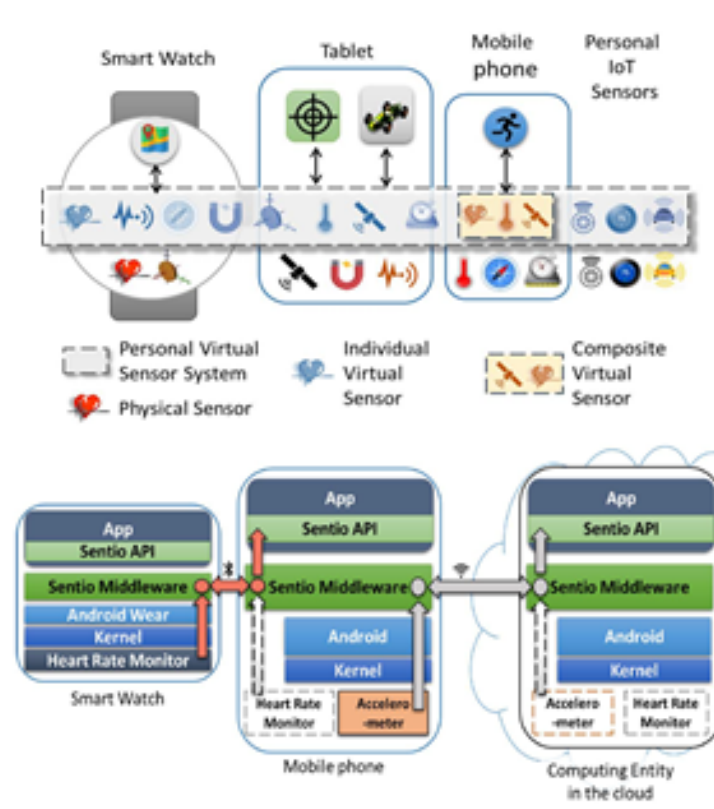 Smart Watch
Tablet
Mobile
phone
Personal
IoT
Sensors
Personal Virtual
Sensor System
Physical Sensor
Individual
Virtual
Sensor
Composite
Virtual
Sensor
App
Sentio API
Sentio Middleware
Android Wear
Kernel
Heart Rate Monitor
Smart Watch
App
Sentio API
Sentio Middleware
Android
Kernel
Heart Rate
Monitor
Accelero
-meter
Mobile phone
App
Sentio API
Sentio Middleware
Android
Kernel
Accelero
-meter
Heart Rate
Monitor
Computing Entity
in the cloud